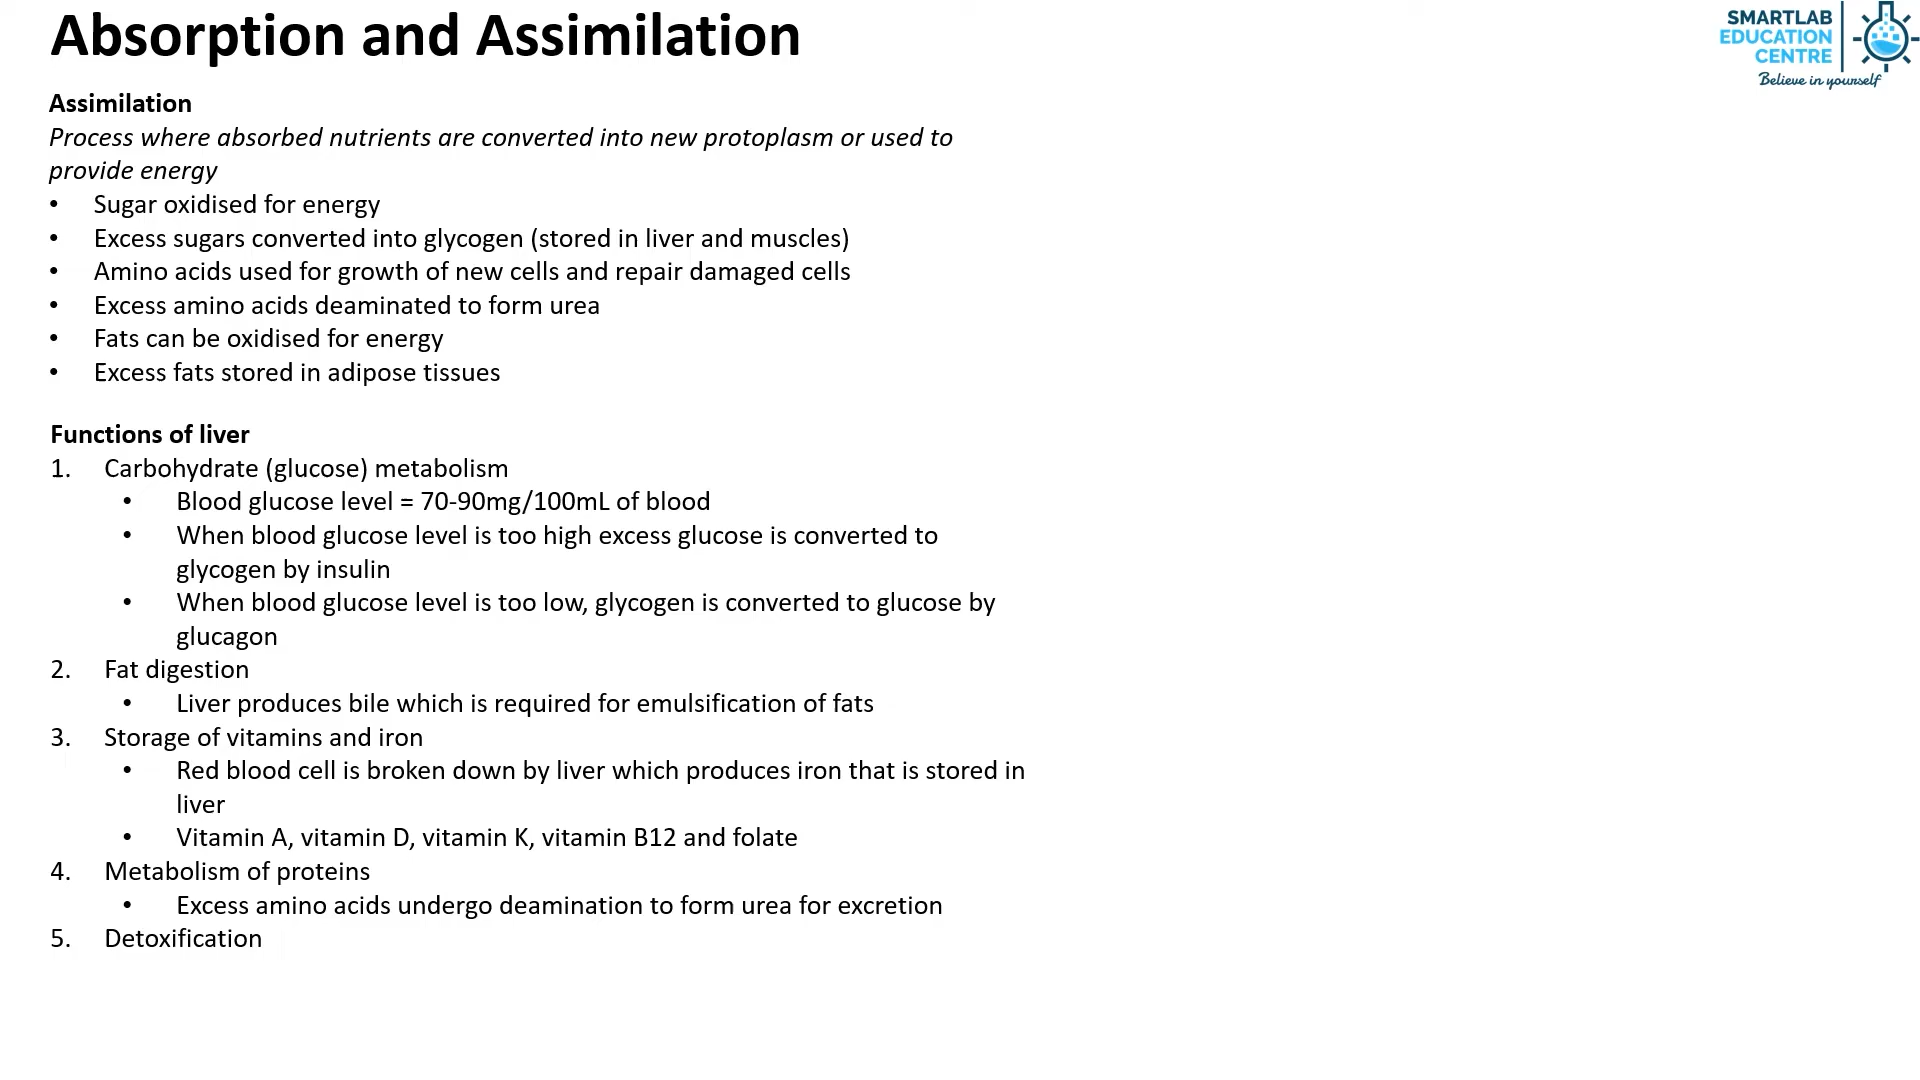 Absorption and Assimilation
SMARTLAB
EDUCATION
CENTRE
Believe in yourself
Assimilation
Process where absorbed nutrients are converted into new protoplasm or used to
provide energy
• Sugar oxidised for energy
• Excess sugars converted into glycogen (stored in liver and muscles)
• Amino acids used for growth of new cells and repair damaged cells
• Excess amino acids deaminated to form urea
• Fats can be oxidised for energy
• Excess fats stored in adipose tissues
Functions of liver
1. Carbohydrate (glucose) metabolism
• Blood glucose level = 70-90mg/100mL of blood
• When blood glucose level is too high excess glucose is converted to
glycogen by insulin
• When blood glucose level is too low, glycogen is converted to glucose by
glucagon
2. Fat digestion
• Liver produces bile which is required for emulsification of fats
3. Storage of vitamins and iron
• Red blood cell is broken down by liver which produces iron that is stored in
liver
• Vitamin A, vitamin D, vitamin K, vitamin B12 and folate
4. Metabolism of proteins
• Excess amino acids undergo deamination to form urea for excretion
5. Detoxification